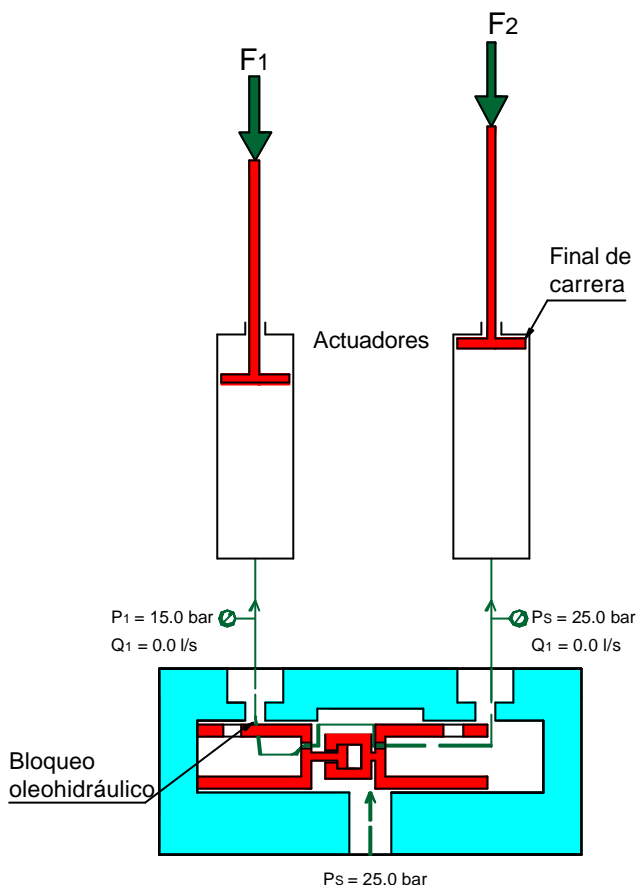 F2
F1
Final de
carrera
Actuadores
P1 = 15.0 bar
Q1 = 0.0 l/s
Ps = 25.0 bar
Q1 = 0.0 l/s
Bloqueo
oleohidráulico
Ps = 25.0 bar